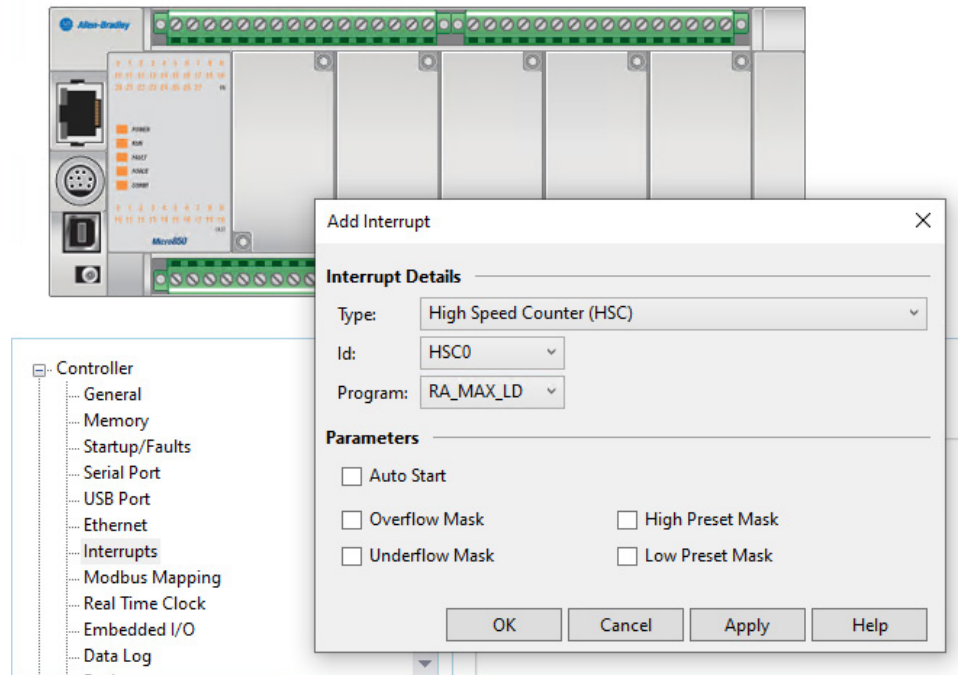 Allen-Bradley
POWER
RUN
FAULT
FORCE
COMM
Micro850
Add Interrupt
Interrupt Details
Type: High Speed Counter (HSC)
Id: HSC0
Program: RA_MAX_LD
Parameters
Auto Start
Overflow Mask High Preset Mask
Underflow Mask Low Preset Mask
OK Cancel Apply Help
Controller
General
Memory
Startup/Faults
Serial Port
USB Port
Ethernet
Interrupts
Modbus Mapping
Real Time Clock
Embedded I/O
Data Log